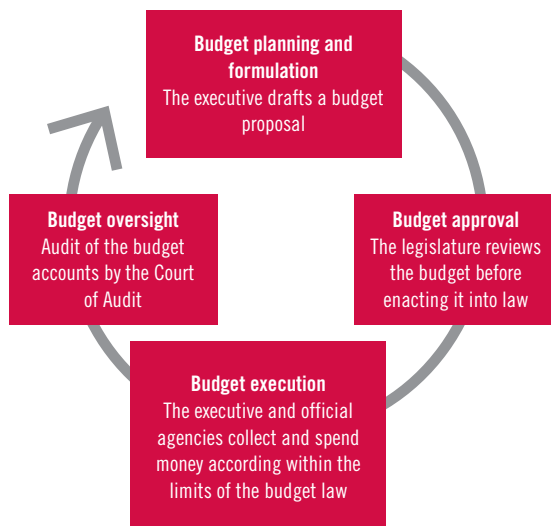 Budget planning and
formulation
The executive drafts a budget
proposal
Budget oversight
Audit of the budget
accounts by the Court
of Audit
Budget approval
The legislature reviews
the budget before
enacting it into law
Budget execution
The executive and official
agencies collect and spend
money according within the
limits of the budget law